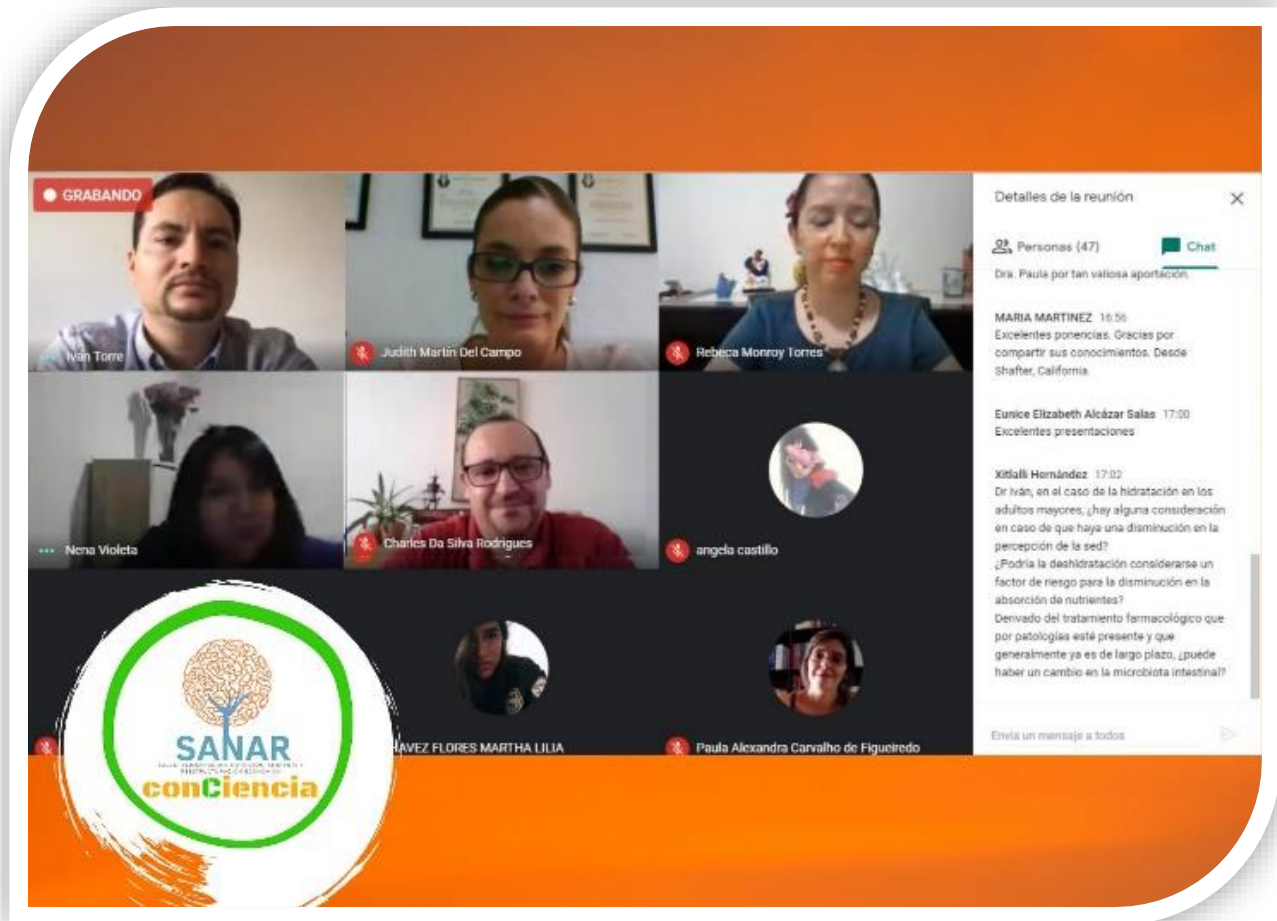 GRABANDO
Iván Torre
Judith Martín Del Campo
Rebeca Monroy Torres
Nena Violeta
Charles Da Silva Rodrigues
angela castillo
AVEZ FLORES MARTHA LILIA
Paula Alexandra Carvalho de Figueiredo
SANAR
conCiencia
Detalles de la reunión
Personas (47)
Chat
Dra. Paula por tan valiosa aportación.
MARIA MARTINEZ 16:56
Excelentes ponencias. Gracias por
compartir sus conocimientos. Desde
Shafter, California.
Eunice Elizabeth Alcázar Salas 17:00
Excelentes presentaciones
Xitlalli Hernández 17:02
Dr Iván, en el caso de la hidratación en los
adultos mayores, ¿hay alguna consideración
en caso de que haya una disminución en la
percepción de la sed?
¿Podría la deshidratación considerarse un
factor de riesgo para la disminución en la
absorción de nutrientes?
Derivado del tratamiento farmacológico que
por patologías esté presente y que
generalmente ya es de largo plazo, ¿puede
haber un cambio en la microbiota intestinal?
Envía un mensaje a todos